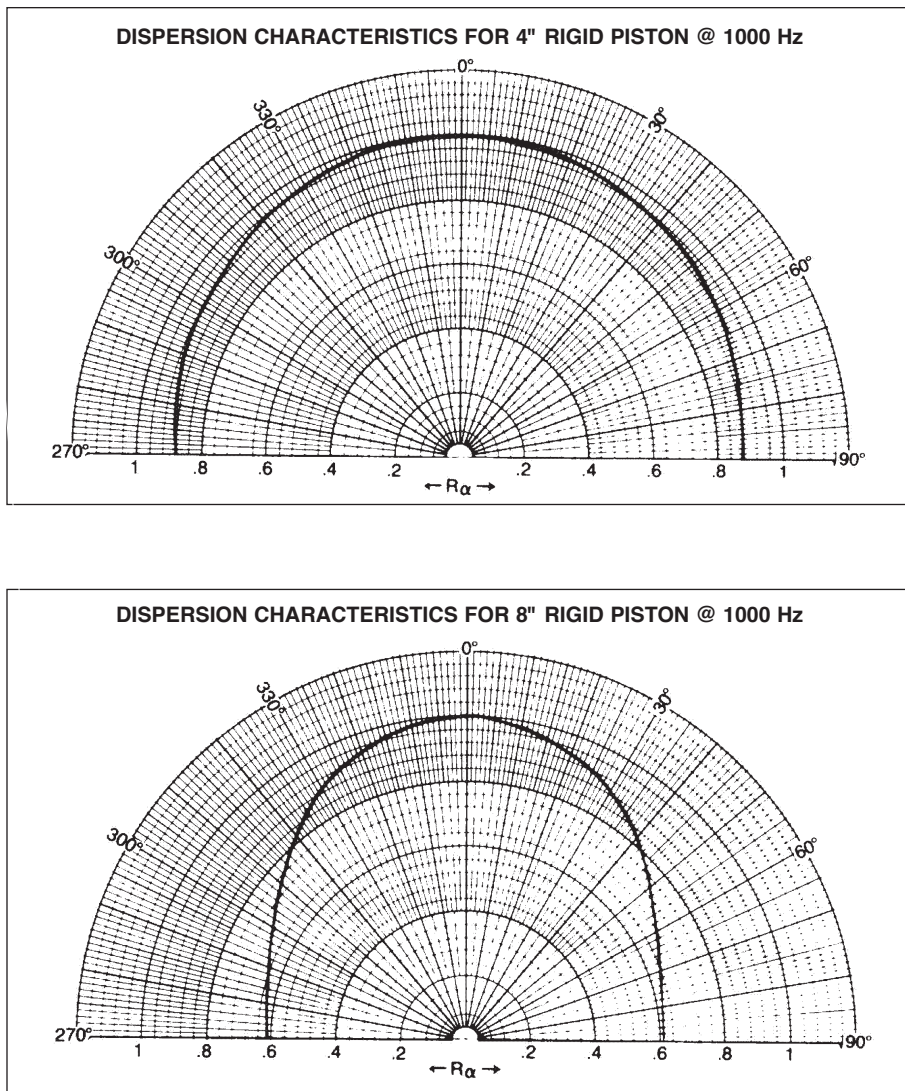 DISPERSION CHARACTERISTICS FOR 4" RIGID PISTON @ 1000 Hz
0°
330° 30°
300° 60°
270° 1 .8 .6 .4 .2 .2 .4 .6 .8 1 90°
← Rα →
DISPERSION CHARACTERISTICS FOR 8" RIGID PISTON @ 1000 Hz
0°
330° 30°
300° 60°
270° 1 .8 .6 .4 .2 .2 .4 .6 .8 1 90°
← Rα →